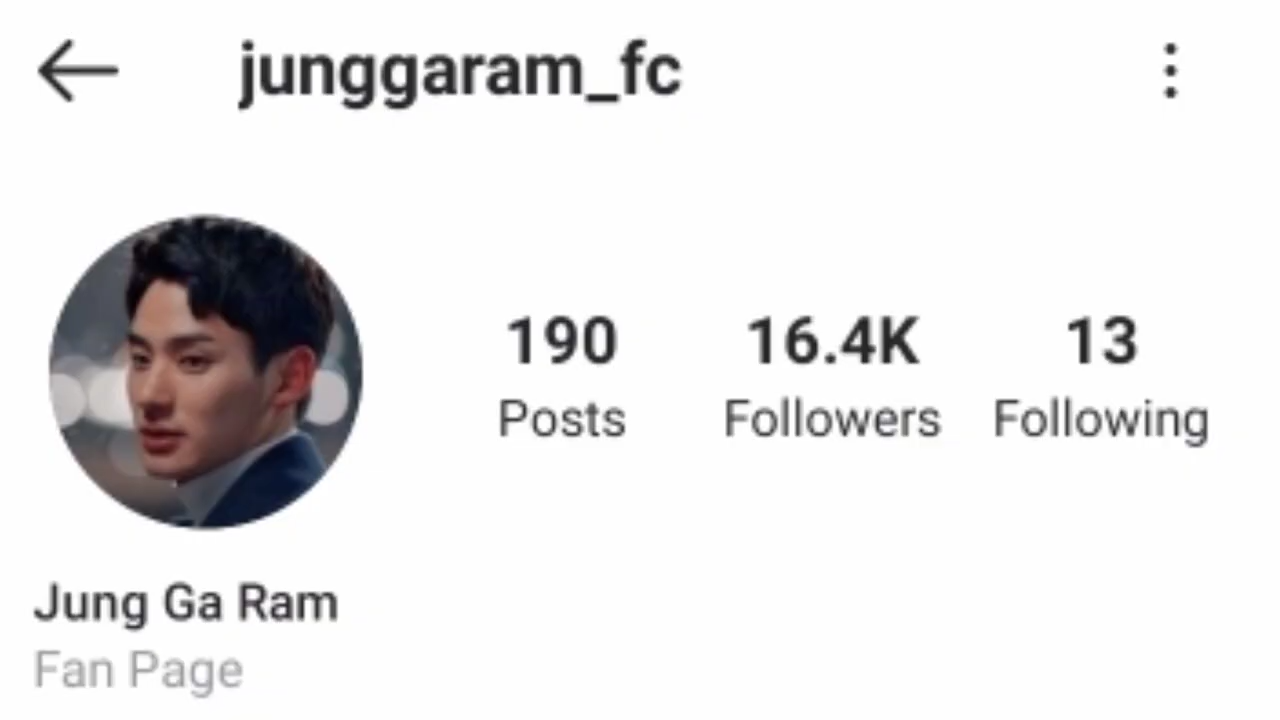 junggaram_fc
190 16.4K 13
Posts Followers Following
Jung Ga Ram
Fan Page